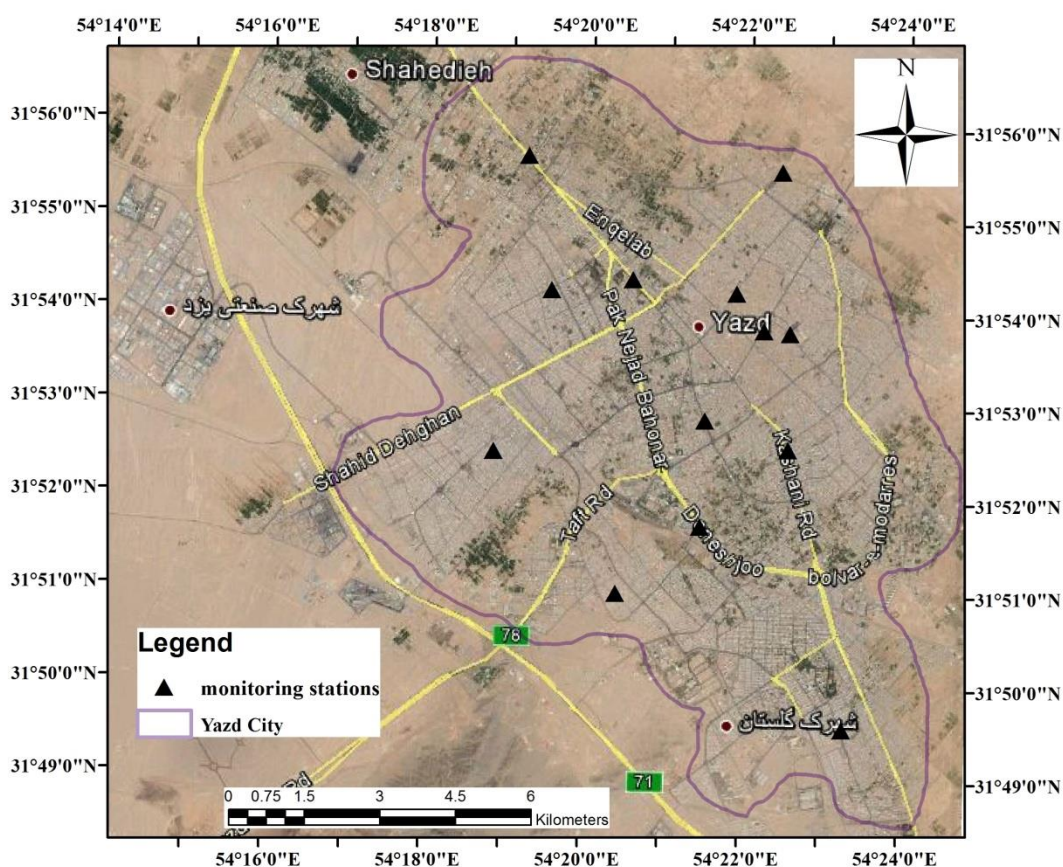 54°14'0"E 54°16'0"E 54°18'0"E 54°20'0"E 54°22'0"E 54°24'0"E
N
Shahedieh
31°56'0"N
31°56'0"N
31°55'0"N
31°55'0"N
Enqelab
31°54'0"N
شهرک صنعتی یزد
Yazd
31°54'0"N
Pak Nejad Bahonar
31°53'0"N
31°53'0"N
Shahid Dehghan
Kashani Rd
31°52'0"N
Taft Rd
31°52'0"N
Daneshjoo
bolvar-e-modarres
31°51'0"N
31°51'0"N
78
Legend
monitoring stations
Yazd City
31°50'0"N
31°50'0"N
شهرک گلستان
31°49'0"N
Rd
71
31°49'0"N
0 0.75 1.5 3 4.5 6
Kilometers
54°16'0"E 54°18'0"E 54°20'0"E 54°22'0"E 54°24'0"E